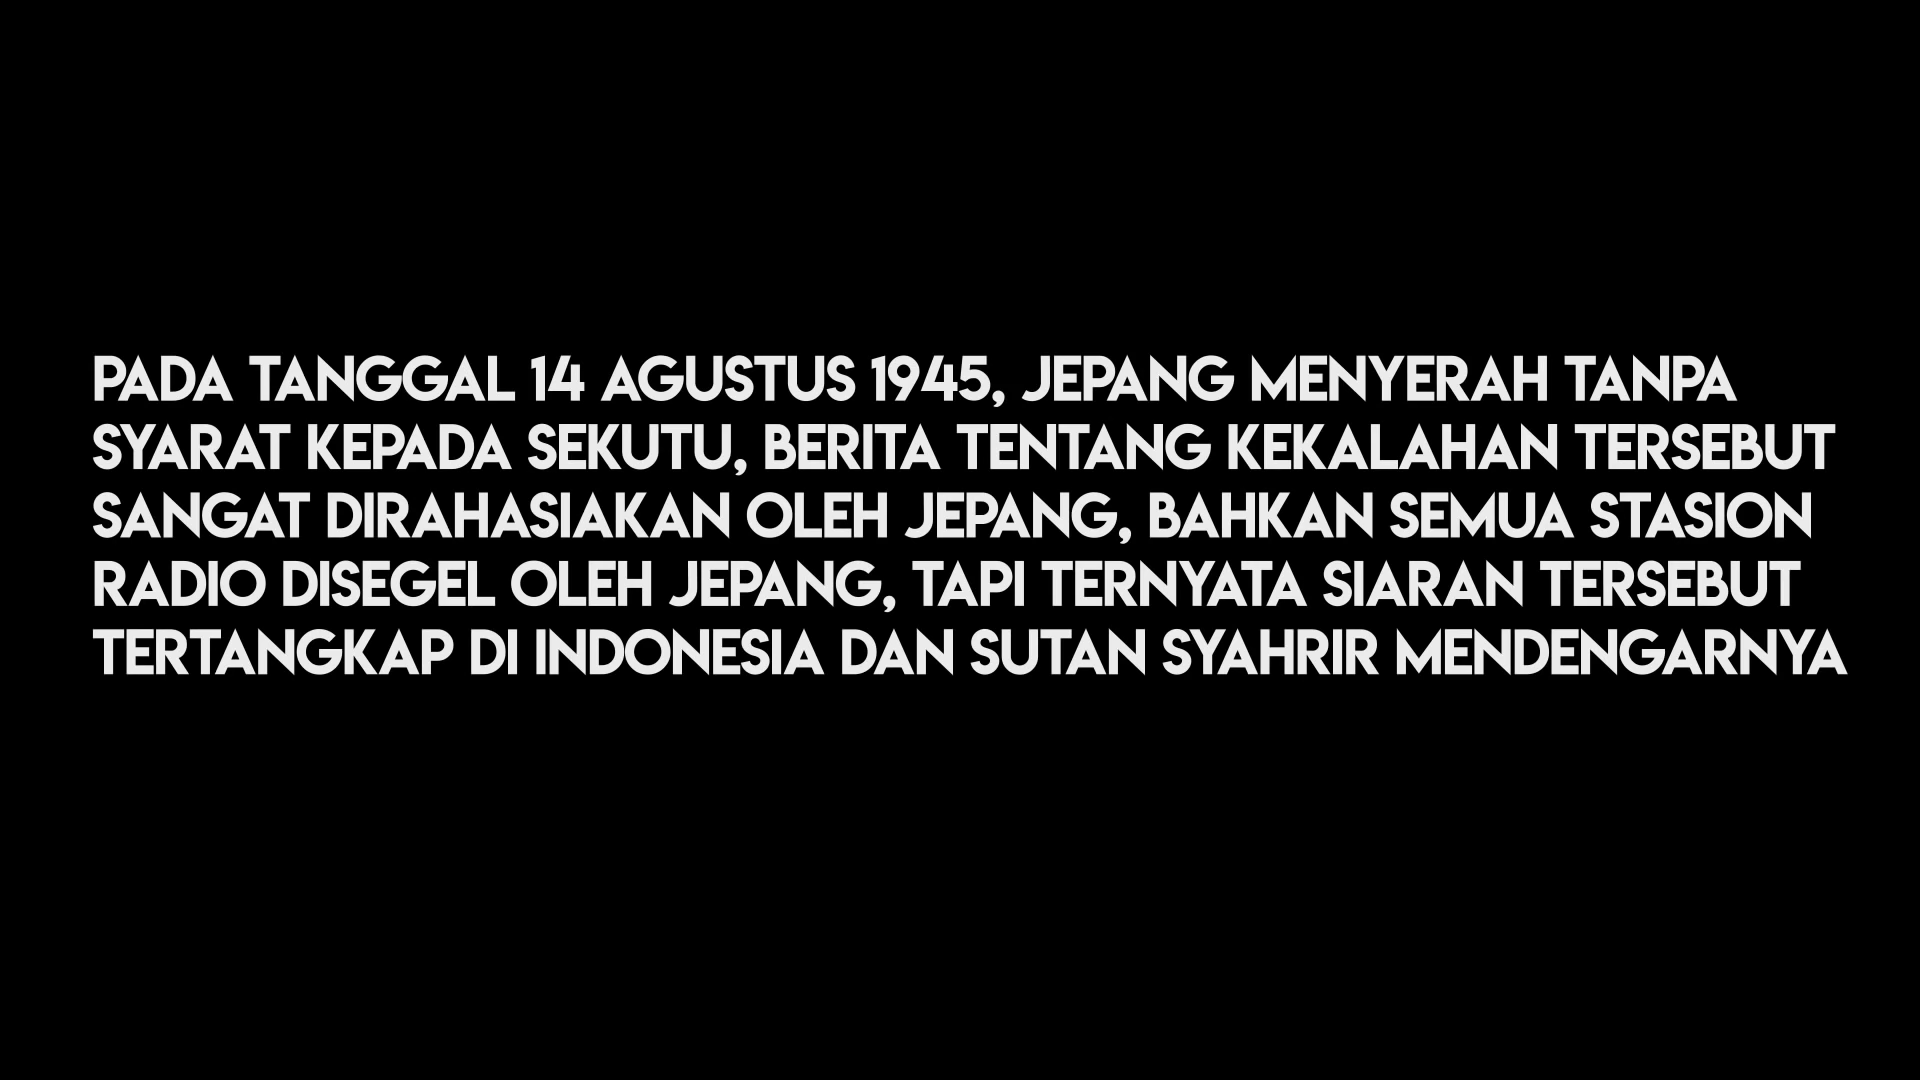 PADA TANGGAL 14 AGUSTUS 1945, JEPANG MENYERAH TANPA
SYARAT KEPADA SEKUTU, BERITA TENTANG KEKALAHAN TERSEBUT
SANGAT DIRAHASIAKAN OLEH JEPANG, BAHKAN SEMUA STASION
RADIO DISEGEL OLEH JEPANG, TAPI TERNYATA SIARAN TERSEBUT
TERTANGKAP DI INDONESIA DAN SUTAN SYAHRIR MENDENGARNYA